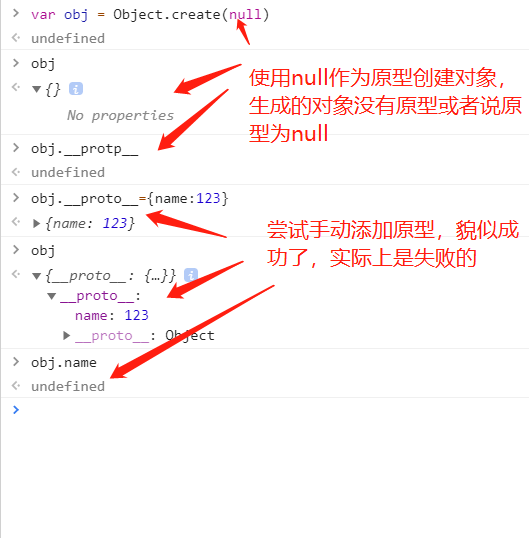 var obj = Object.create(null)
undefined
obj
{}
No properties
使用null作为原型创建对象，
生成的对象没有原型或者说原
型为null
obj.__protp__
undefined
obj.__proto__={name:123}
{name: 123}
尝试手动添加原型，貌似成
功了，实际上是失败的
obj
{__proto__: {…}}
__proto__:
name: 123
__proto__: Object
obj.name
undefined